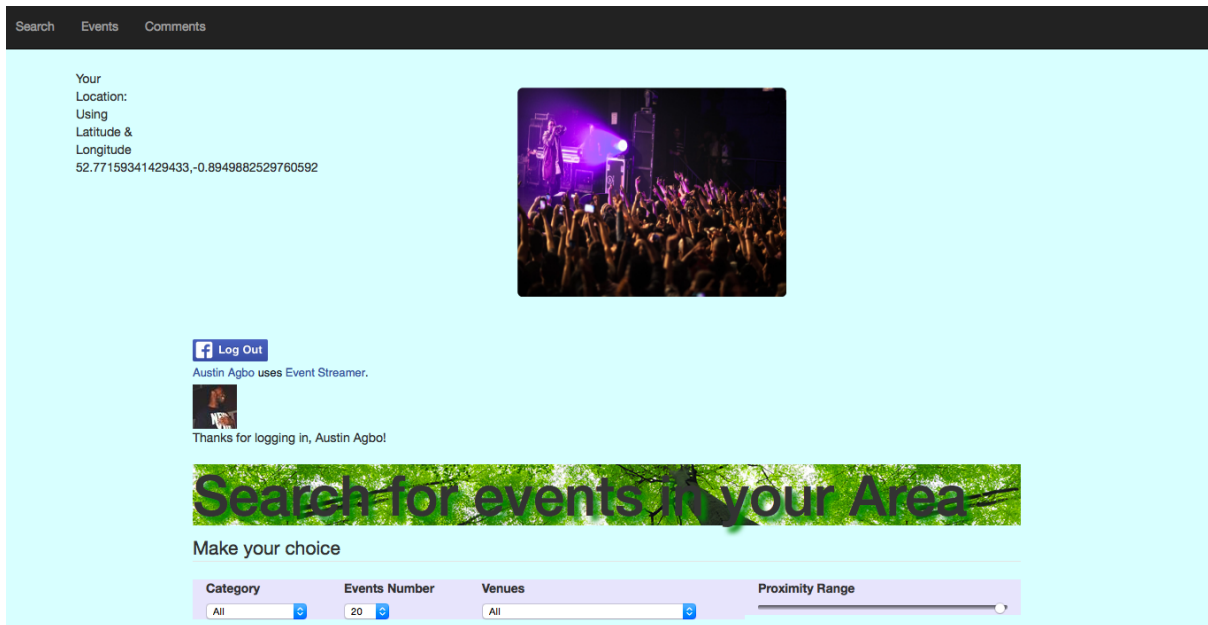 Search Events Comments
Your
Location:
Using
Latitude &
Longitude
52.77159341429433,-0.8949882529760592
f Log Out
Austin Agbo uses Event Streamer.
Thanks for logging in, Austin Agbo!
Search for events in your Area
Make your choice
Category Events Number Venues Proximity Range
All 20 All